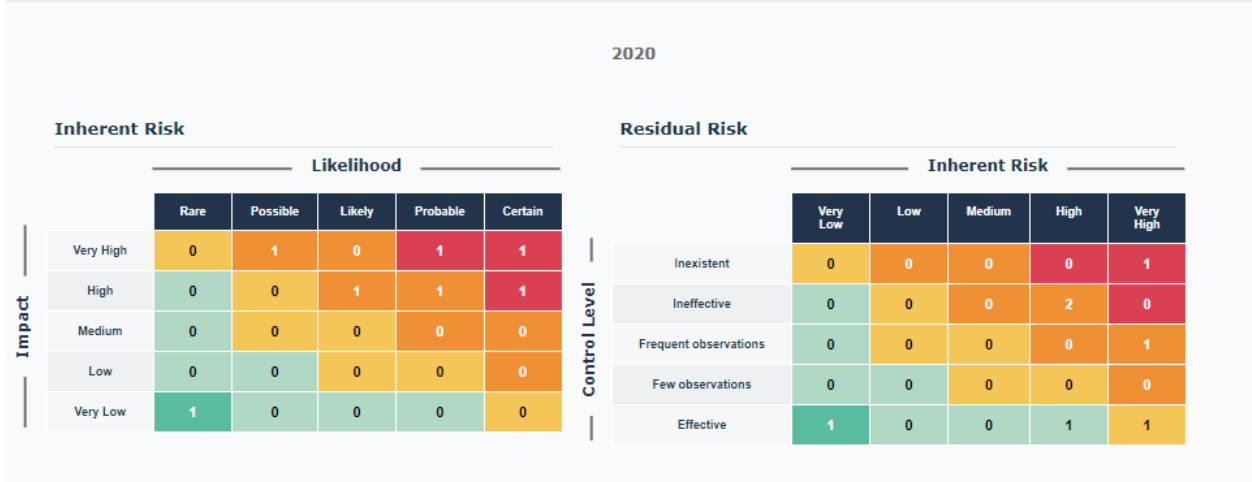 2020
Inherent Risk
Likelihood
Rare Possible Likely Probable Certain
Impact
Very High 0 1 0 1 1
High 0 0 1 1 1
Medium 0 0 0 0 0
Low 0 0 0 0 0
Very Low 1 0 0 0 0
Residual Risk
Inherent Risk
Very Low Medium High Very
Low High
Control Level
Inexistent 0 0 0 0 1
Ineffective 0 0 0 2 0
Frequent observations 0 0 0 0 1
Few observations 0 0 0 0 0
Effective 1 0 0 1 1